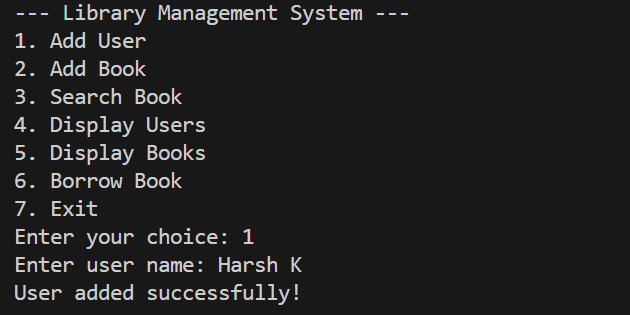 --- Library Management System ---
1. Add User
2. Add Book
3. Search Book
4. Display Users
5. Display Books
6. Borrow Book
7. Exit
Enter your choice: 1
Enter user name: Harsh K
User added successfully!